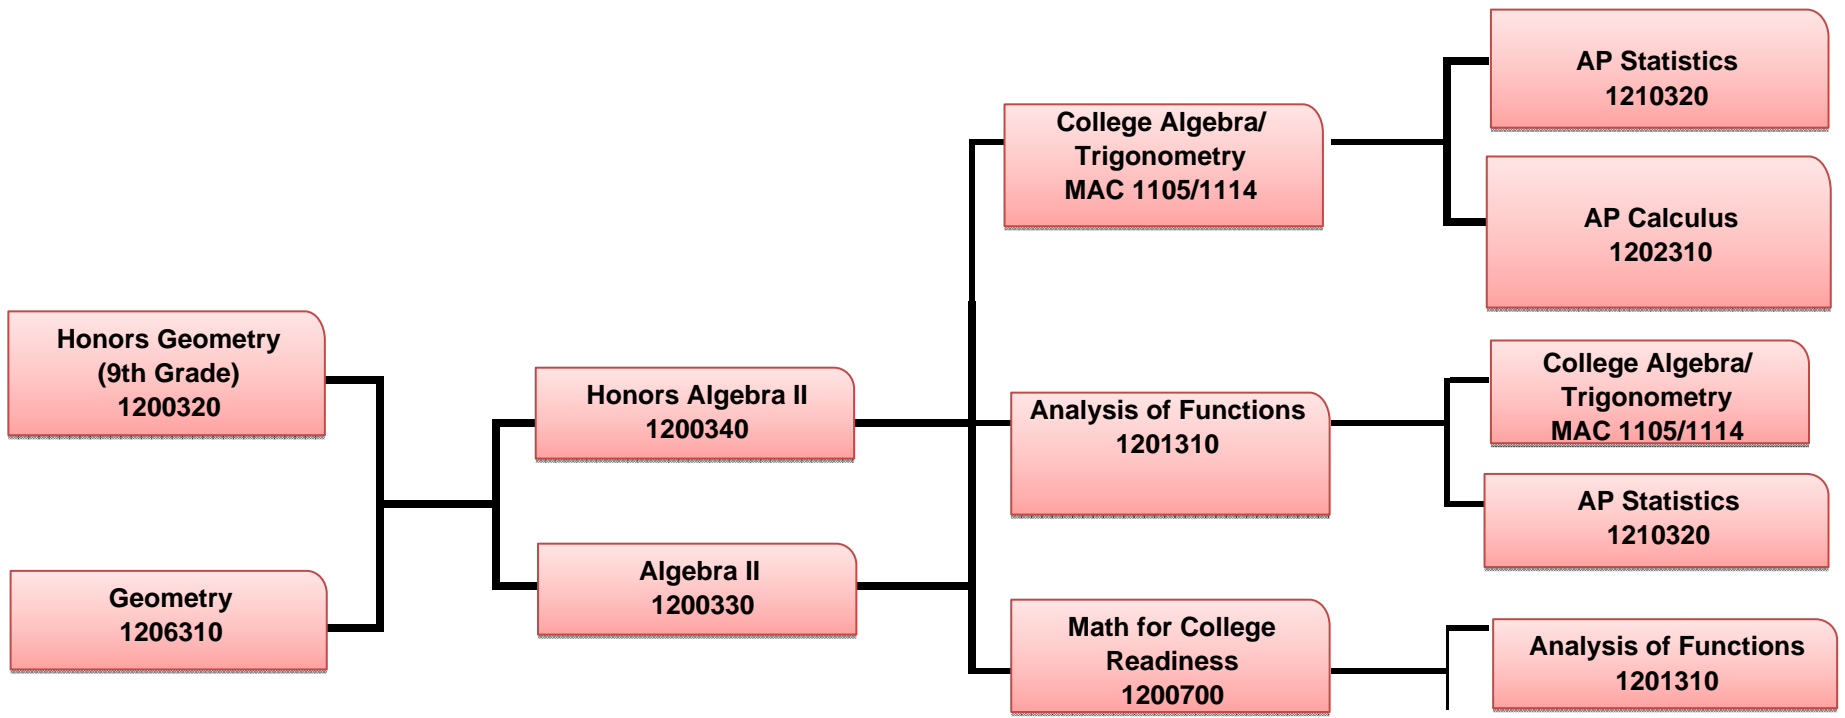 Honors Geometry
(9th Grade)
1200320
Geometry
1206310
Honors Algebra II
1200340
Algebra II
1200330
College Algebra/
Trigonometry
MAC 1105/1114
Analysis of Functions
1201310
Math for College
Readiness
1200700
AP Statistics
1210320
AP Calculus
1202310
College Algebra/
Trigonometry
MAC 1105/1114
AP Statistics
1210320
Analysis of Functions
1201310